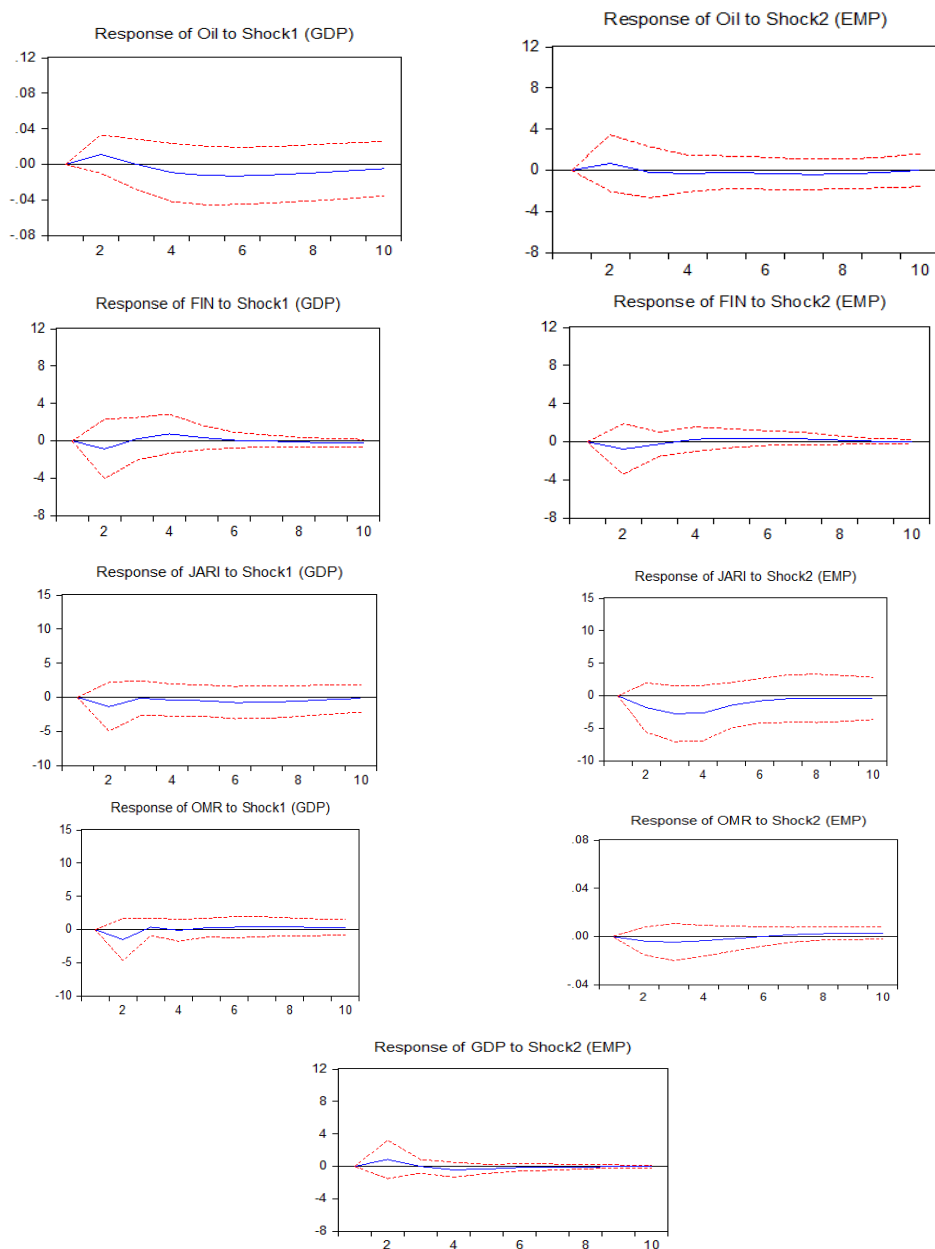 Response of Oil to Shock1 (GDP)
.12
.08
.04
.00
-.04
-.08
2 4 6 8 10
Response of Oil to Shock2 (EMP)
12
8
4
0
-4
-8
2 4 6 8 10
Response of FIN to Shock1 (GDP)
12
8
4
0
-4
-8
2 4 6 8 10
Response of FIN to Shock2 (EMP)
12
8
4
0
-4
-8
2 4 6 8 10
Response of JARI to Shock1 (GDP)
15
10
5
0
-5
-10
2 4 6 8 10
Response of JARI to Shock2 (EMP)
15
10
5
0
-5
-10
2 4 6 8 10
Response of OMR to Shock1 (GDP)
15
10
5
0
-5
-10
2 4 6 8 10
Response of OMR to Shock2 (EMP)
.08
.04
.00
-.04
2 4 6 8 10
Response of GDP to Shock2 (EMP)
12
8
4
0
-4
-8
2 4 6 8 10